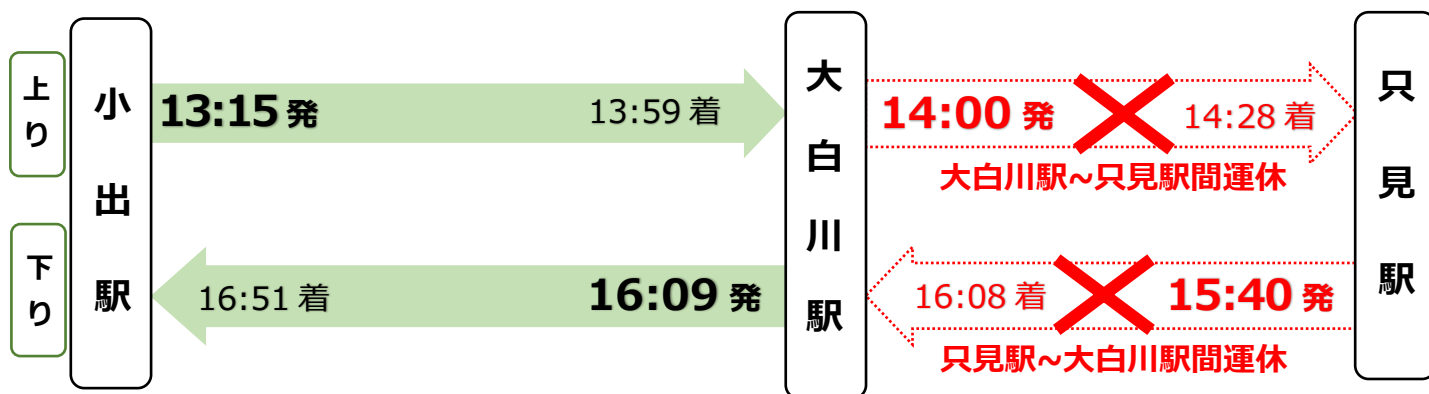 上り
小出駅
13:15 発
13:59 着
大白川駅
14:00 発
14:28 着
只見駅
大白川駅~只見駅間運休
下り
16:51 着
16:09 発
16:08 着
15:40 発
只見駅~大白川駅間運休